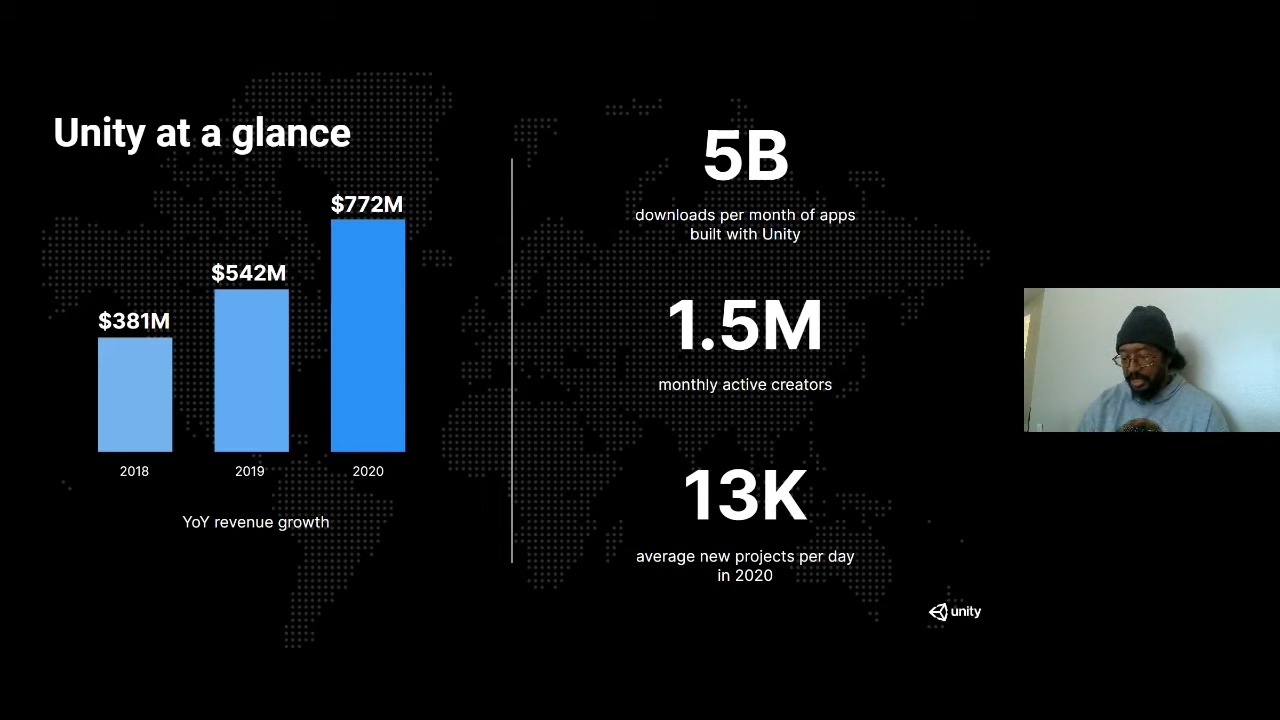 Unity at a glance
$772M
$542M
$381M
2018
2019
2020
YoY revenue growth
5B
downloads per month of apps
built with Unity
1.5M
monthly active creators
13K
average new projects per day
in 2020
unity